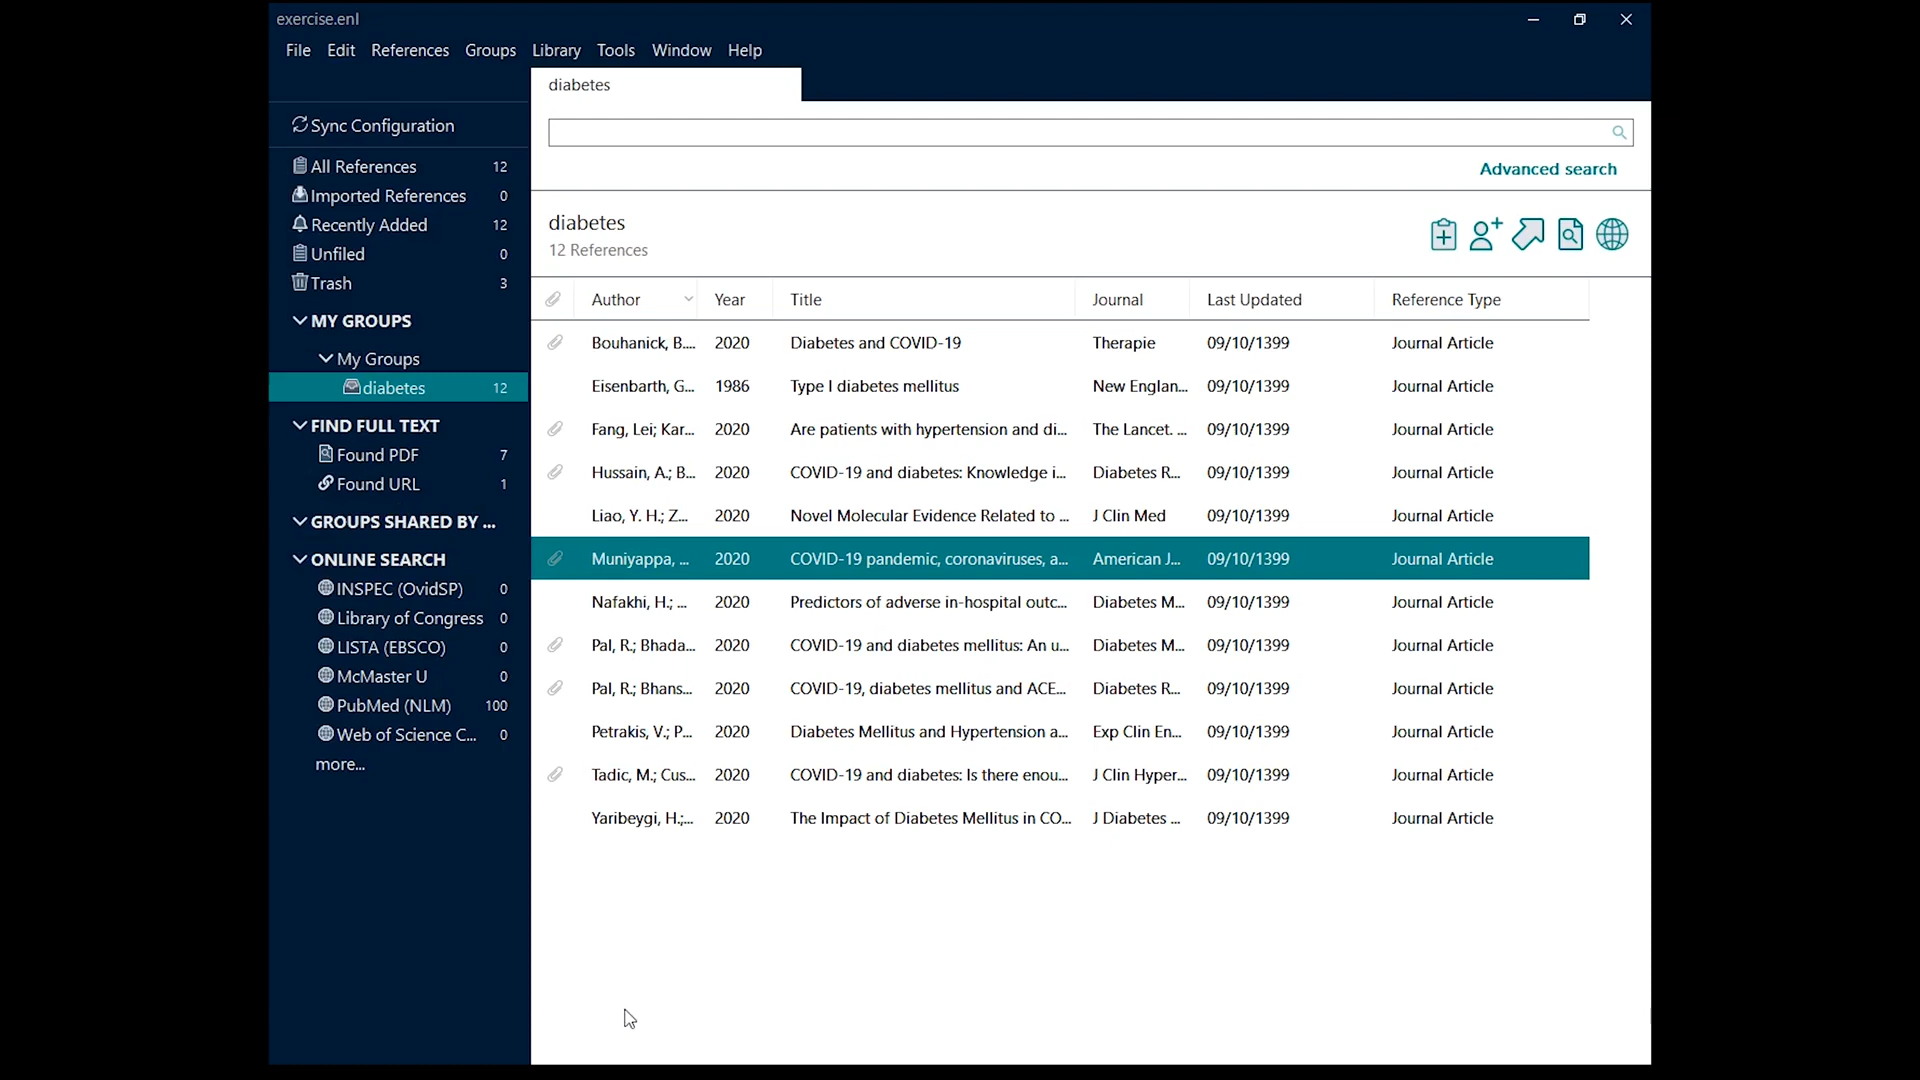 exercise.enl
File Edit References Groups Library Tools Window Help
diabetes
Sync Configuration
All References 12
Imported References 0
Recently Added 12
Unfiled 0
Trash 3
MY GROUPS
My Groups
diabetes 12
FIND FULL TEXT
Found PDF 7
Found URL 1
GROUPS SHARED BY ...
ONLINE SEARCH
INSPEC (OvidSP) 0
Library of Congress 0
LISTA (EBSCO) 0
McMaster U 0
PubMed (NLM) 100
Web of Science C... 0
more...
Advanced search
diabetes
12 References
Author Year Title Journal Last Updated Reference Type
Bouhanick, B.... 2020 Diabetes and COVID-19 Therapie 09/10/1399 Journal Article
Eisenbarth, G... 1986 Type I diabetes mellitus New Englan... 09/10/1399 Journal Article
Fang, Lei; Kar... 2020 Are patients with hypertension and di... The Lancet. ... 09/10/1399 Journal Article
Hussain, A.; B... 2020 COVID-19 and diabetes: Knowledge i... Diabetes R... 09/10/1399 Journal Article
Liao, Y. H.; Z... 2020 Novel Molecular Evidence Related to ... J Clin Med 09/10/1399 Journal Article
Muniyappa, ... 2020 COVID-19 pandemic, coronaviruses, a... American J... 09/10/1399 Journal Article
Nafakhi, H.; ... 2020 Predictors of adverse in-hospital outc... Diabetes M... 09/10/1399 Journal Article
Pal, R.; Bhada... 2020 COVID-19 and diabetes mellitus: An u... Diabetes M... 09/10/1399 Journal Article
Pal, R.; Bhans... 2020 COVID-19, diabetes mellitus and ACE... Diabetes R... 09/10/1399 Journal Article
Petrakis, V.; P... 2020 Diabetes Mellitus and Hypertension a... Exp Clin En... 09/10/1399 Journal Article
Tadic, M.; Cus... 2020 COVID-19 and diabetes: Is there enou... J Clin Hyper... 09/10/1399 Journal Article
Yaribeygi, H.;... 2020 The Impact of Diabetes Mellitus in CO... J Diabetes ... 09/10/1399 Journal Article